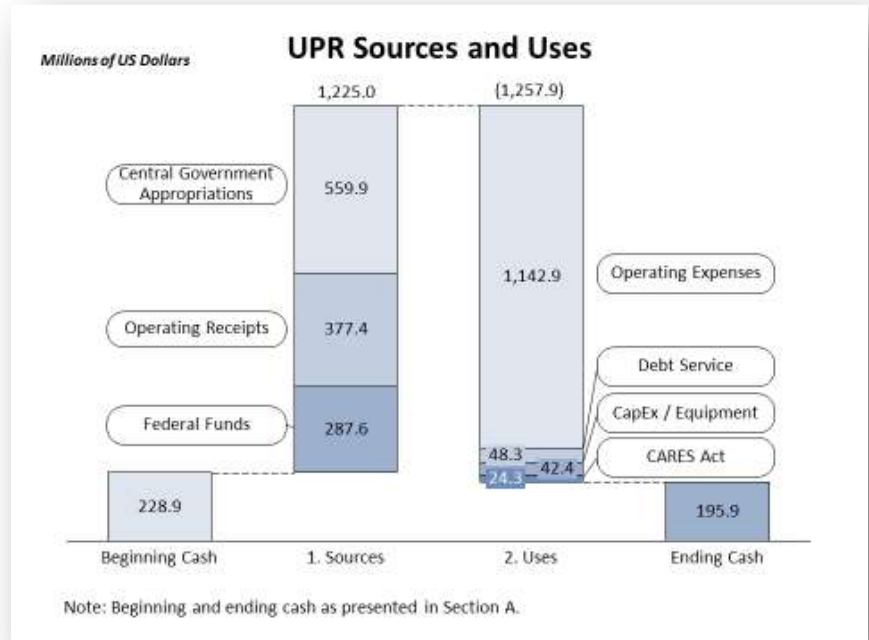 UPR Sources and Uses
Millions of US Dollars
1,225.0
(1,257.9)
Central Government
Appropriations
559.9
1,142.9
Operating Expenses
Operating Receipts
377.4
Debt Service
CapEx / Equipment
Federal Funds
287.6
48.3
42.4
CARES Act
24.3
228.9
195.9
Beginning Cash
1. Sources
2. Uses
Ending Cash
Note: Beginning and ending cash as presented in Section A.